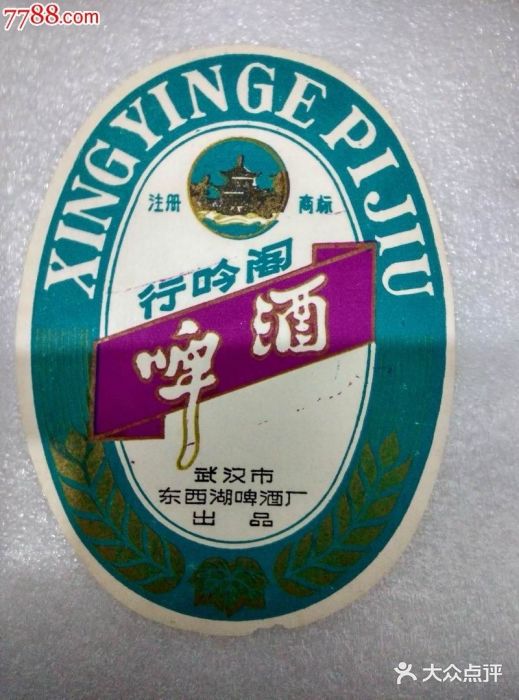 7788.com
XINGYINGE PIJIU
注册 商标
行吟阁
啤酒
武汉市
东西湖啤酒厂
出品
大众点评